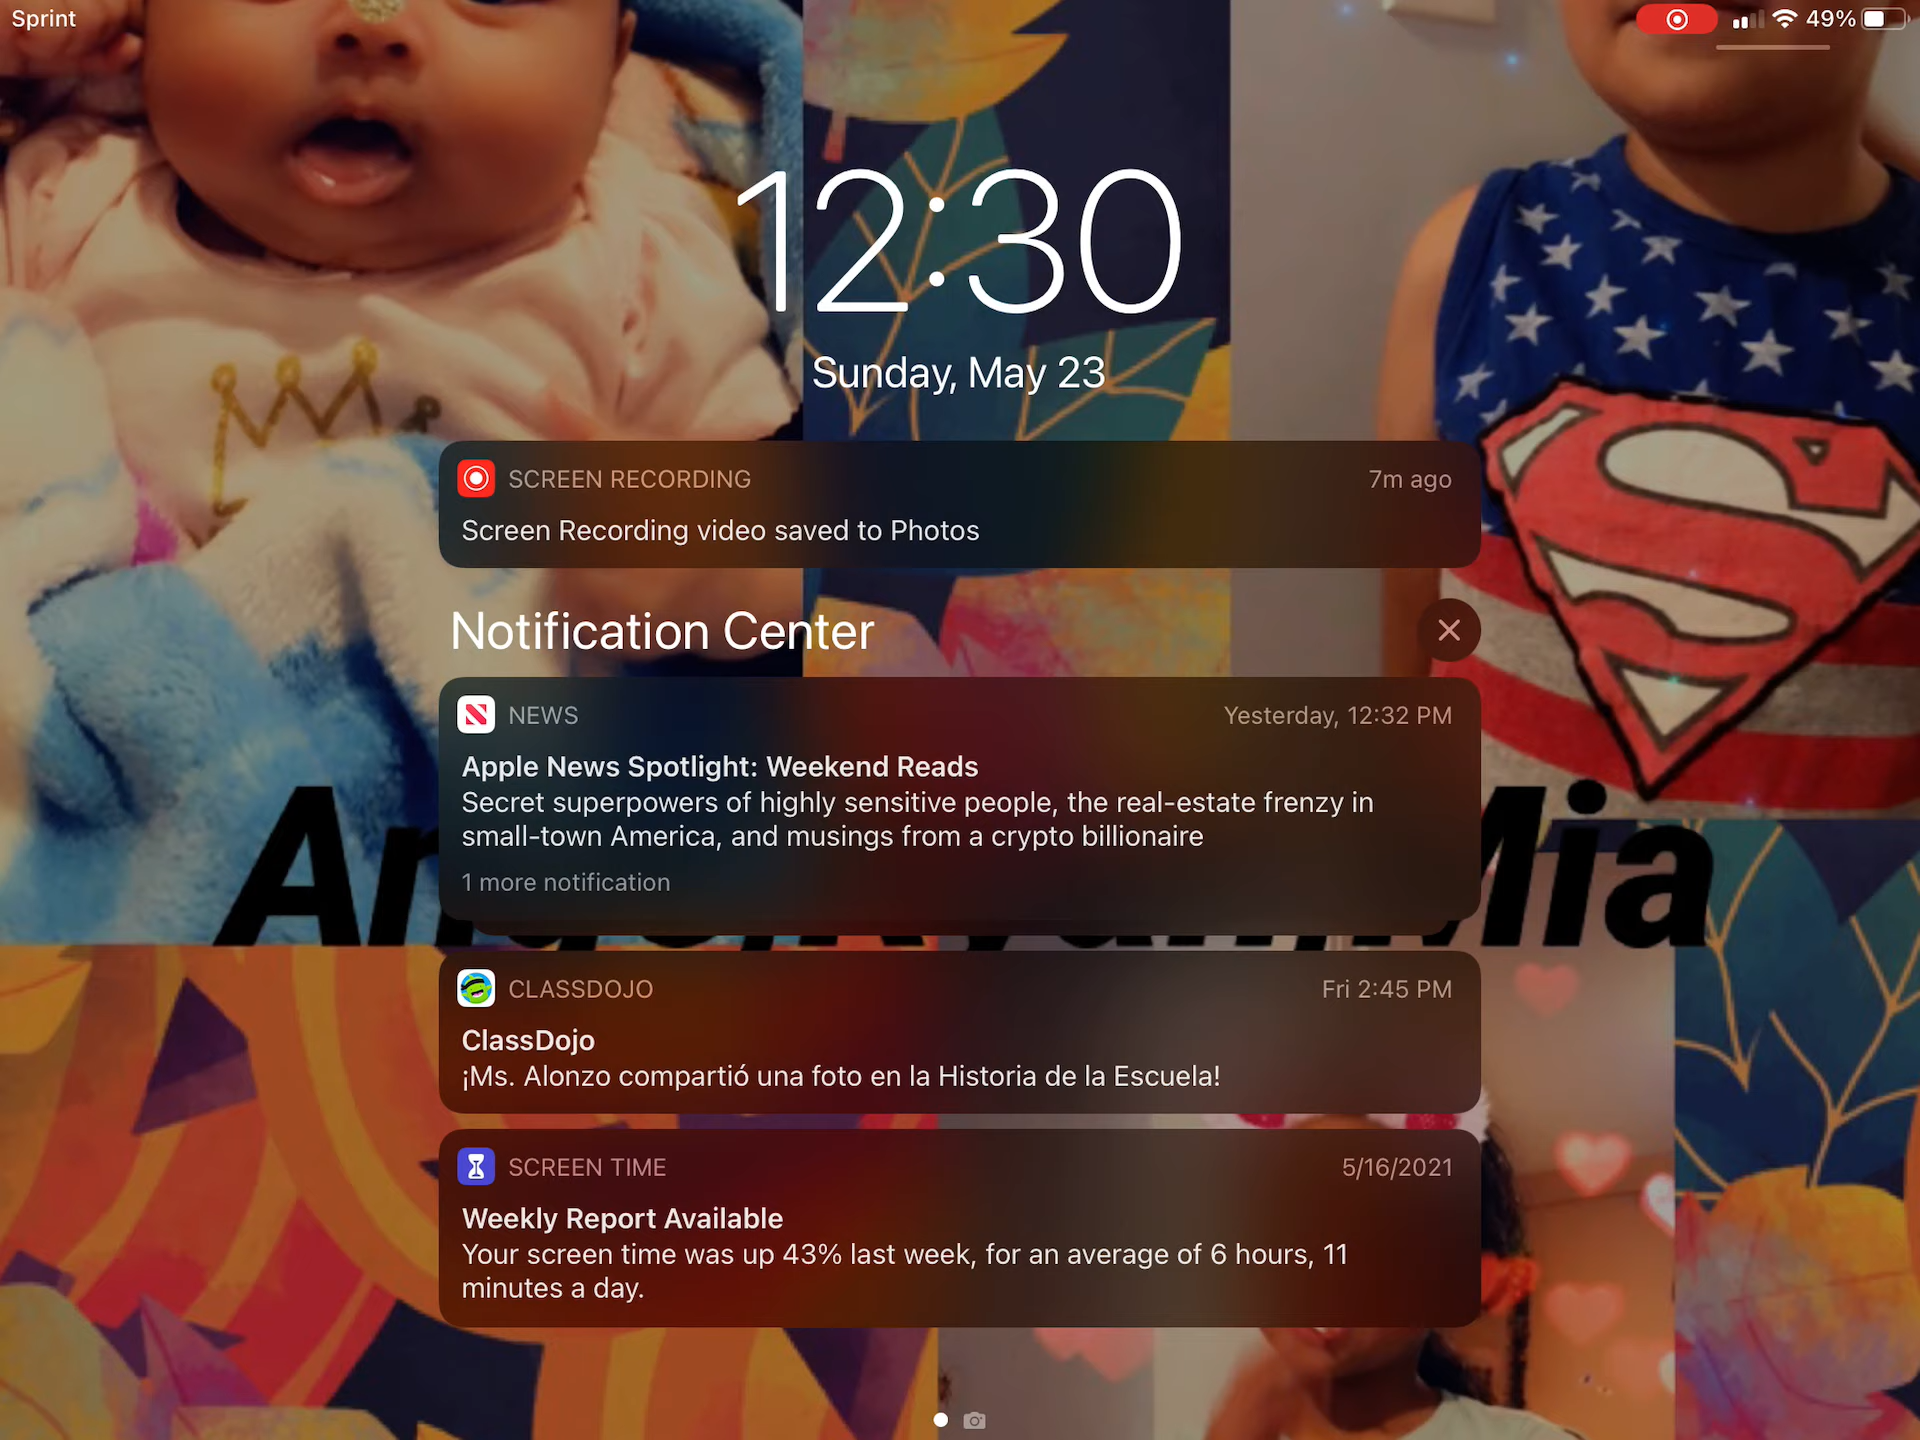 Sprint
49%
12:30
Sunday, May 23
SCREEN RECORDING
7m ago
Screen Recording video saved to Photos
Notification Center
NEWS
Yesterday, 12:32 PM
Apple News Spotlight: Weekend Reads
Secret superpowers of highly sensitive people, the real-estate frenzy in
small-town America, and musings from a crypto billionaire
1 more notification
Mia
CLASSDOJO
Fri 2:45 PM
ClassDojo
¡Ms. Alonzo compartió una foto en la Historia de la Escuela!
SCREEN TIME
5/16/2021
Weekly Report Available
Your screen time was up 43% last week, for an average of 6 hours, 11
minutes a day.